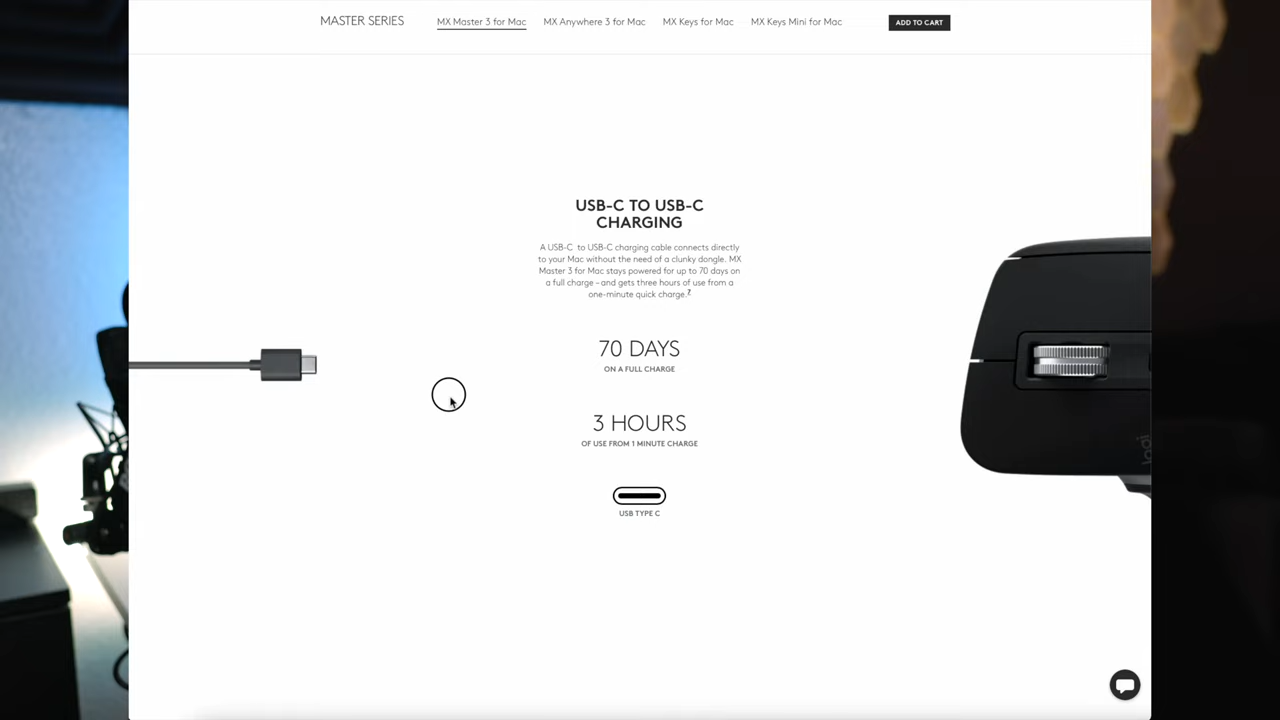 MASTER SERIES
MX Master 3 for Mac
MX Anywhere 3 for Mac
MX Keys for Mac
MX Keys Mini for Mac
ADD TO CART
USB-C TO USB-C
CHARGING
A USB-C to USB-C charging cable connects directly
to your Mac without the need of a clunky dongle. MX
Master 3 for Mac stays powered for up to 70 days on
a full charge – and gets three hours of use from a
one-minute quick charge.7
70 DAYS
ON A FULL CHARGE
3 HOURS
OF USE FROM 1 MINUTE CHARGE
USB TYPE C
logi